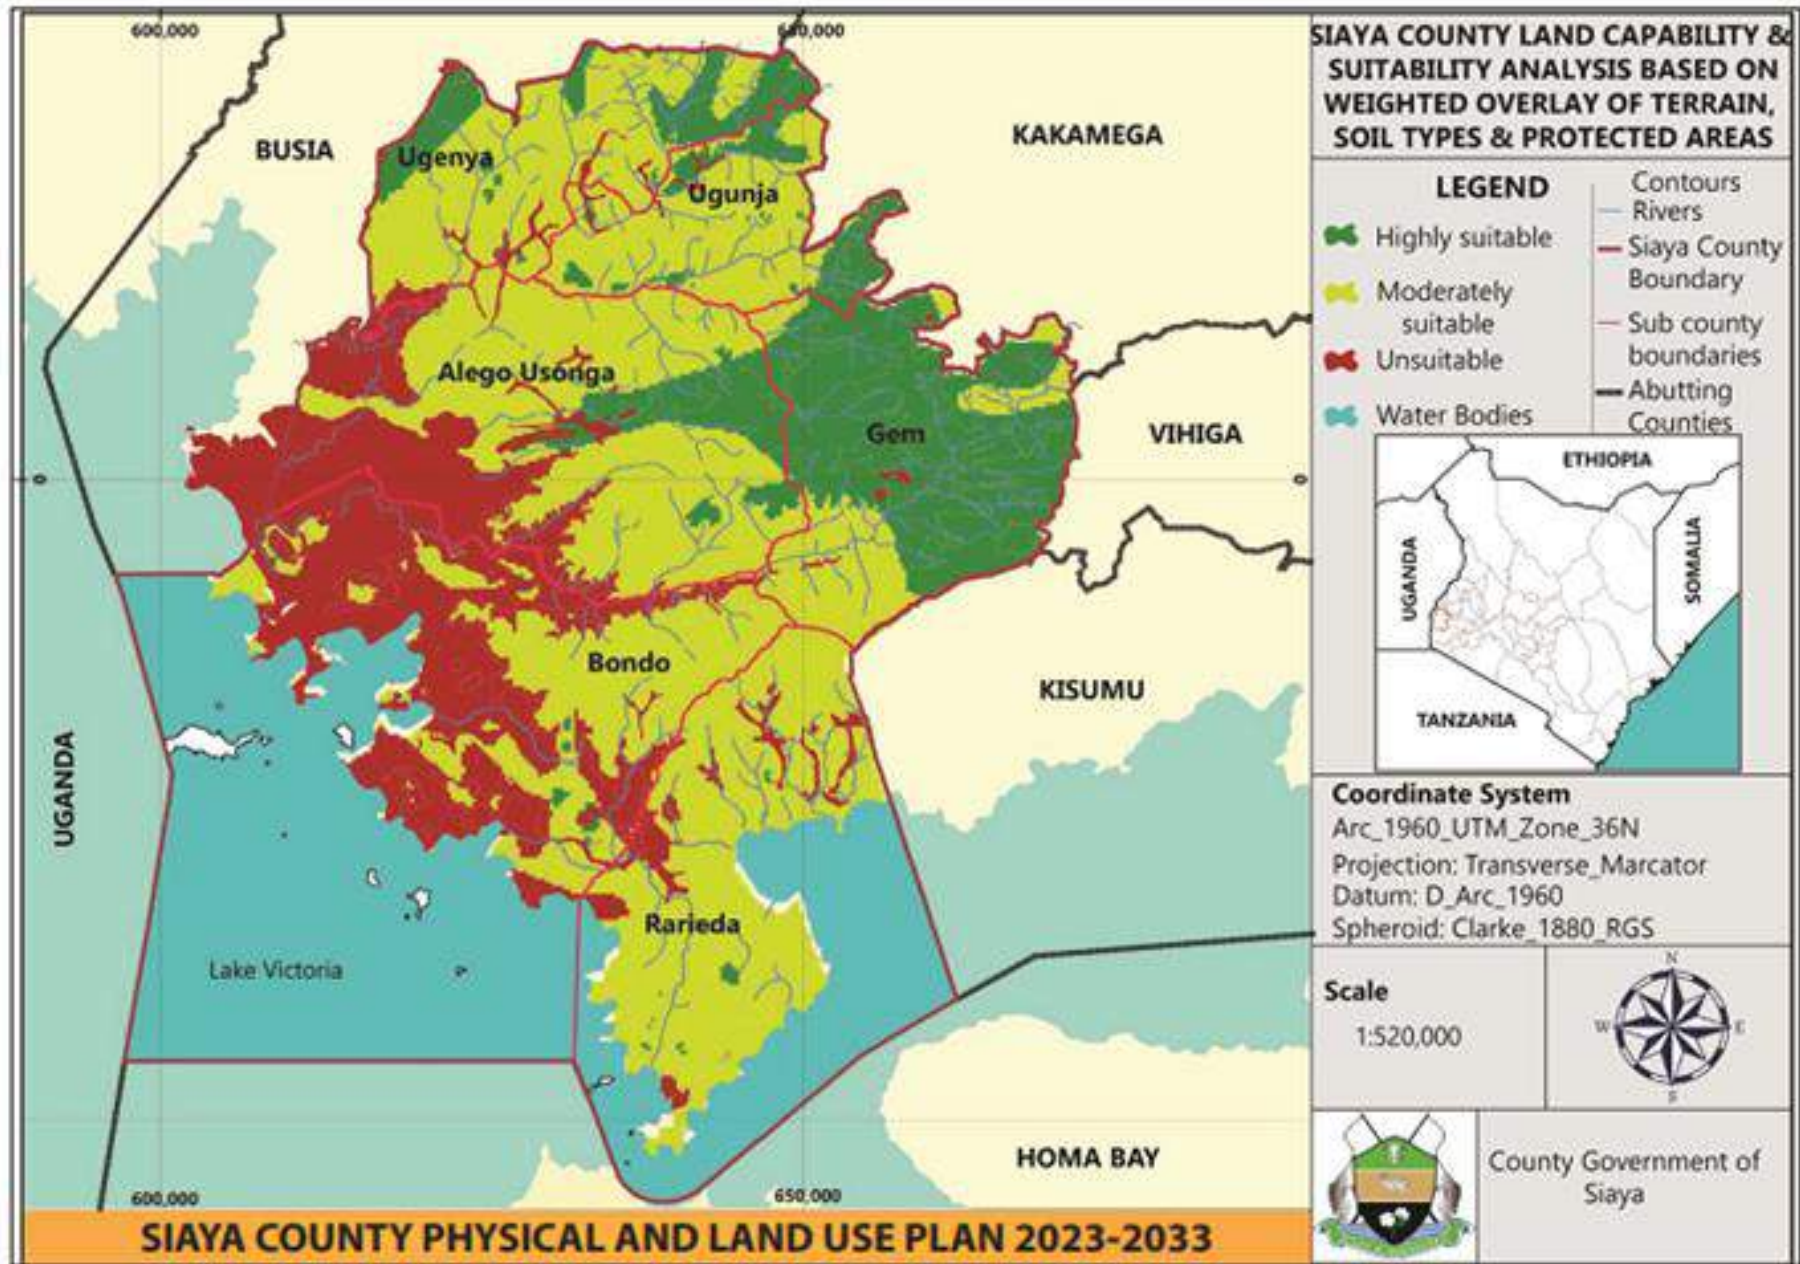 600,000
650,000
BUSIA
KAKAMEGA
Ugenya
Ugunja
Alego Usonga
Gem
VIHIGA
0
0
Bondo
KISUMU
UGANDA
Rarieda
Lake Victoria
HOMA BAY
600,000
650,000
SIAYA COUNTY PHYSICAL AND LAND USE PLAN 2023-2033
SIAYA COUNTY LAND CAPABILITY &
SUITABILITY ANALYSIS BASED ON
WEIGHTED OVERLAY OF TERRAIN,
SOIL TYPES & PROTECTED AREAS
LEGEND
Highly suitable
Moderately
suitable
Unsuitable
Water Bodies
Contours
Rivers
Siaya County
Boundary
Sub county
boundaries
Abutting
Counties
ETHIOPIA
UGANDA
SOMALIA
TANZANIA
Coordinate System
Arc_1960_UTM_Zone_36N
Projection: Transverse_Marcator
Datum: D_Arc_1960
Spheroid: Clarke_1880_RGS
Scale
1:520,000
N
W
E
S
County Government of
Siaya